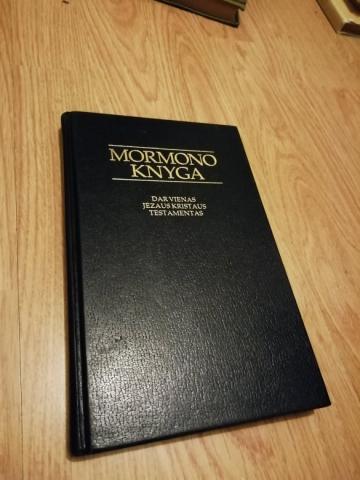 MORMONO
KNYGA
DAR VIENAS
JĖZAUS KRISTAUS
TESTAMENTAS